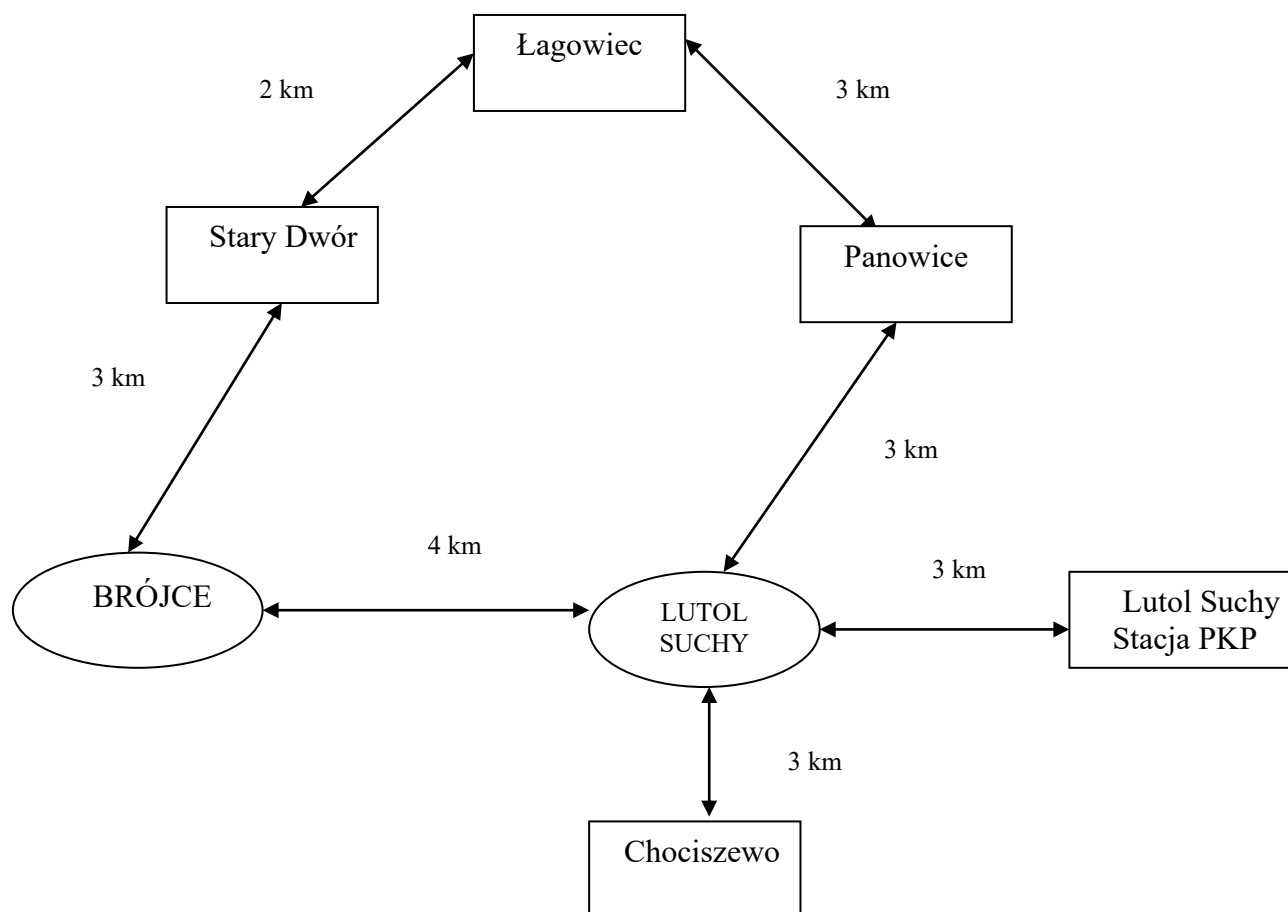 Łagowiec
2 km
3 km
Stary Dwór
Panowice
3 km
3 km
4 km
BRÓJCE
3 km
LUTOL
SUCHY
Lutol Suchy
Stacja PKP
3 km
Chociszewo